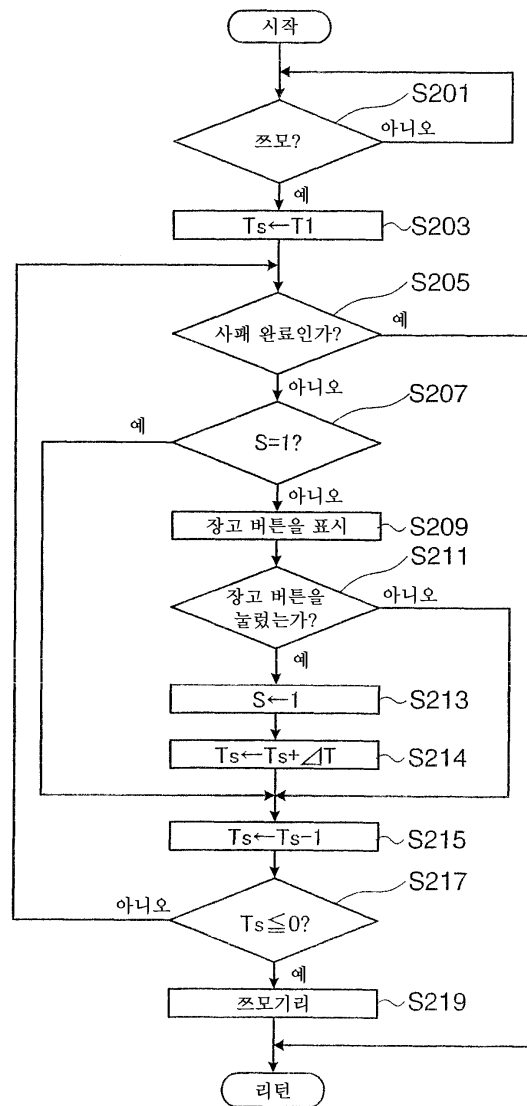 시작
S201
쯔모?
아니오
예
Ts←T1
S203
S205
사패 완료인가?
예
아니오
S207
예
S=1?
아니오
장고 버튼을 표시
S209
S211
장고 버튼을
눌렀는가?
아니오
예
S←1
S213
Ts←Ts+⊿T
S214
Ts←Ts-1
S215
S217
아니오
Ts≦0?
예
쯔모기리
S219
리턴